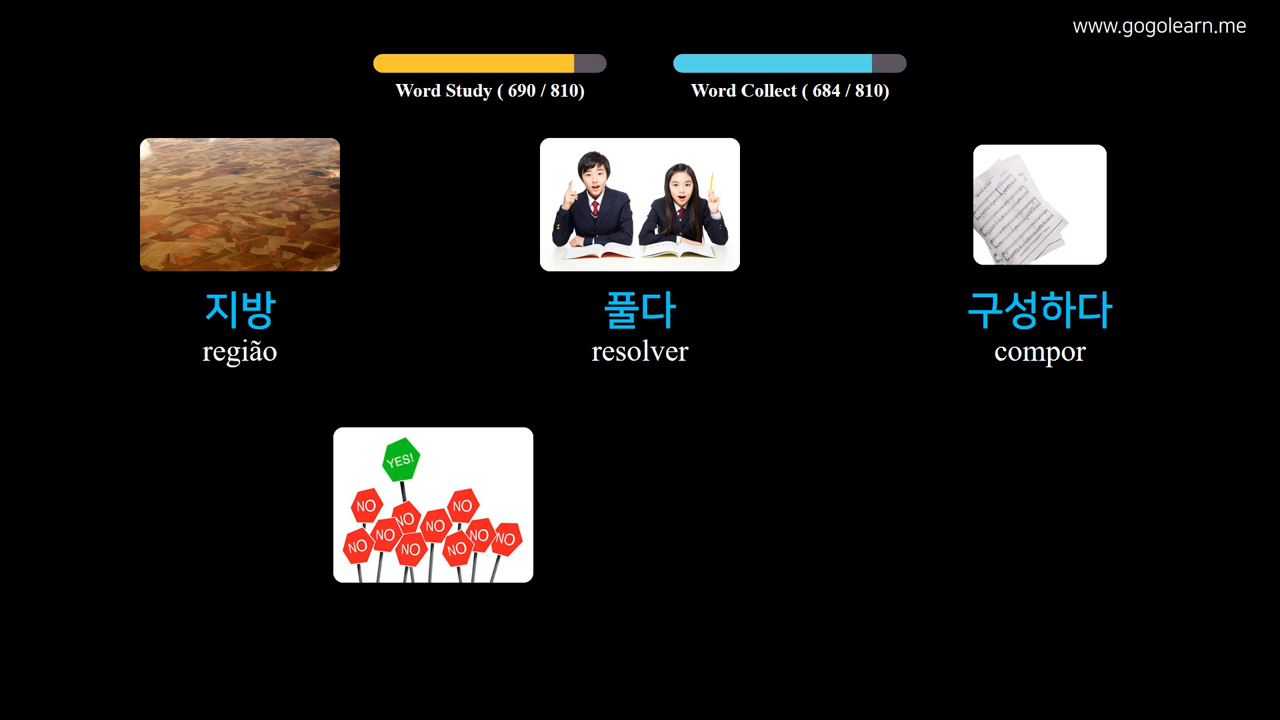 www.gogolearn.me
Word Study ( 690 / 810)
Word Collect ( 684 / 810)
지방
região
풀다
resolver
구성하다
compor
YES!
NO
NO
NO
NO
NO
NO
NO
NO
NO
NO